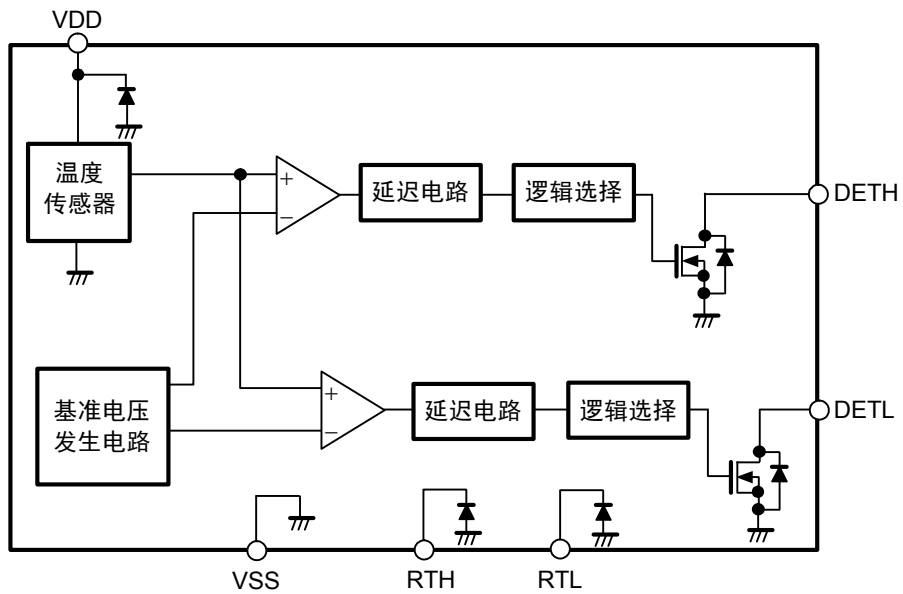 VDD
温度
传感器
+
−
延迟电路
逻辑选择
DETH
基准电压
发生电路
+
−
延迟电路
逻辑选择
DETL
VSS
RTH
RTL